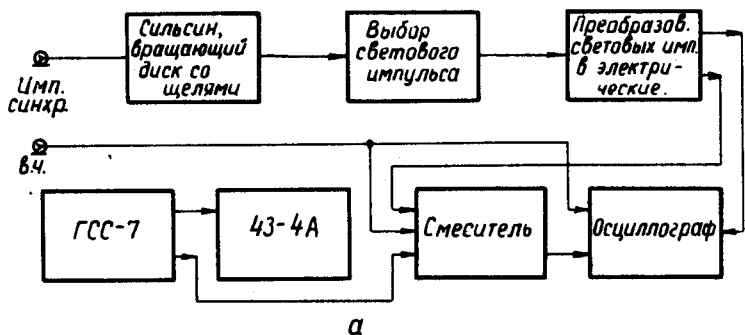 Сильсин,
вращающий
диск со
щелями
Выбор
светового
импульса
Преобразов.
световых имп.
в электри-
ческие.
Имп.
синхр.
в.ч.
ГСС-7
43-4А
Смеситель
Осциллограф
а